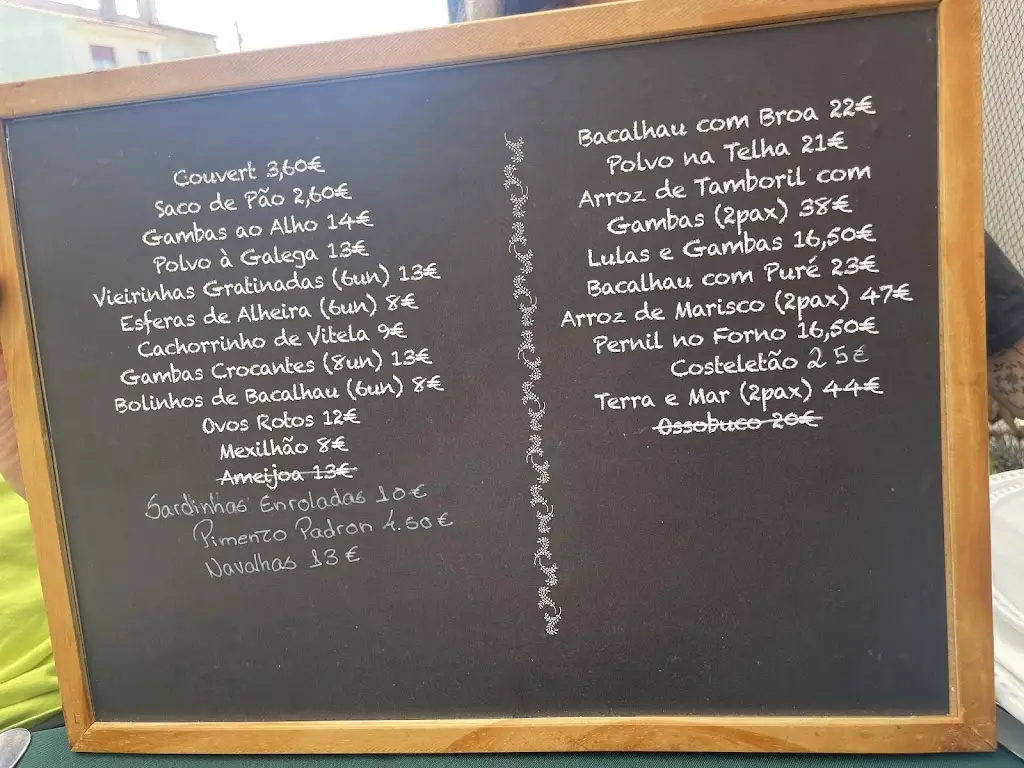 Couvert 3,60€
Saco de Pão 2,60€
Gambas ao Alho 14€
Polvo à Galega 13€
Vieirinhas Gratinadas (6un) 13€
Esferas de Alheira (6un) 8€
Cachorrinho de Vitela 9€
Gambas Crocantes (8un) 13€
Bolinhos de Bacalhau (6un) 8€
Ovos Rotos 12€
Mexilhão 8€
Ameijoa 13€
Sardinhas Enroladas 10€
Pimento Padron 4.50€
Navalhas 13€
Bacalhau com Broa 22€
Polvo na Telha 21€
Arroz de Tamboril com
Gambas (2pax) 38€
Lulas e Gambas 16,50€
Bacalhau com Puré 23€
Arroz de Marisco (2pax) 47€
Pernil no Forno 16,50€
Costeletão 25€
Terra e Mar (2pax) 44€
Ossobuco 20€